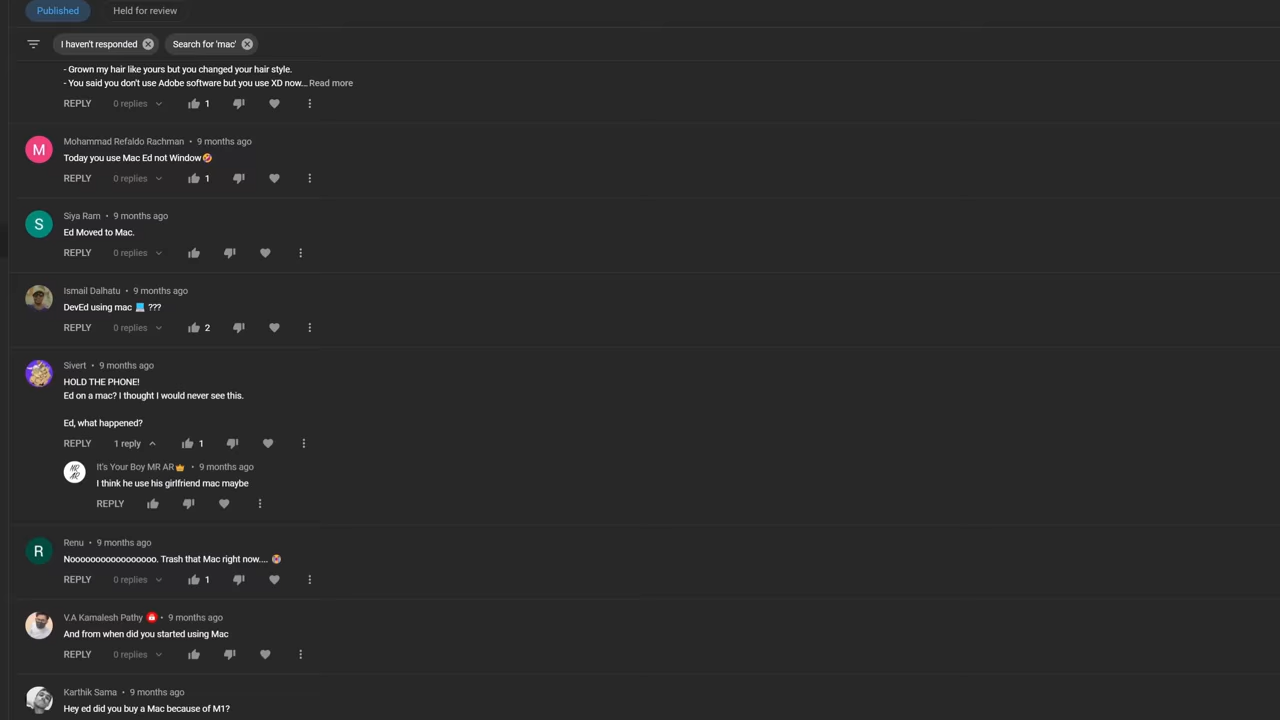 Published Held for review
I haven't responded Search for 'mac'
- Grown my hair like yours but you changed your hair style.
- You said you don't use Adobe software but you use XD now... Read more
REPLY 0 replies 1
M Mohammad Refaldo Rachman • 9 months ago
Today you use Mac Ed not Window🤣
REPLY 0 replies 1
S Siya Ram • 9 months ago
Ed Moved to Mac.
REPLY 0 replies
Ismail Dalhatu • 9 months ago
DevEd using mac 💻 ???
REPLY 0 replies 2
Sivert • 9 months ago
HOLD THE PHONE!
Ed on a mac? I thought I would never see this.
Ed, what happened?
REPLY 1 reply 1
MR AR It's Your Boy MR AR👑 • 9 months ago
I think he use his girlfriend mac maybe
REPLY
R Renu • 9 months ago
Noooooooooooooooo. Trash that Mac right now....
REPLY 0 replies 1
V.A Kamalesh Pathy • 9 months ago
And from when did you started using Mac
REPLY 0 replies
Karthik Sama • 9 months ago
Hey ed did you buy a Mac because of M1?